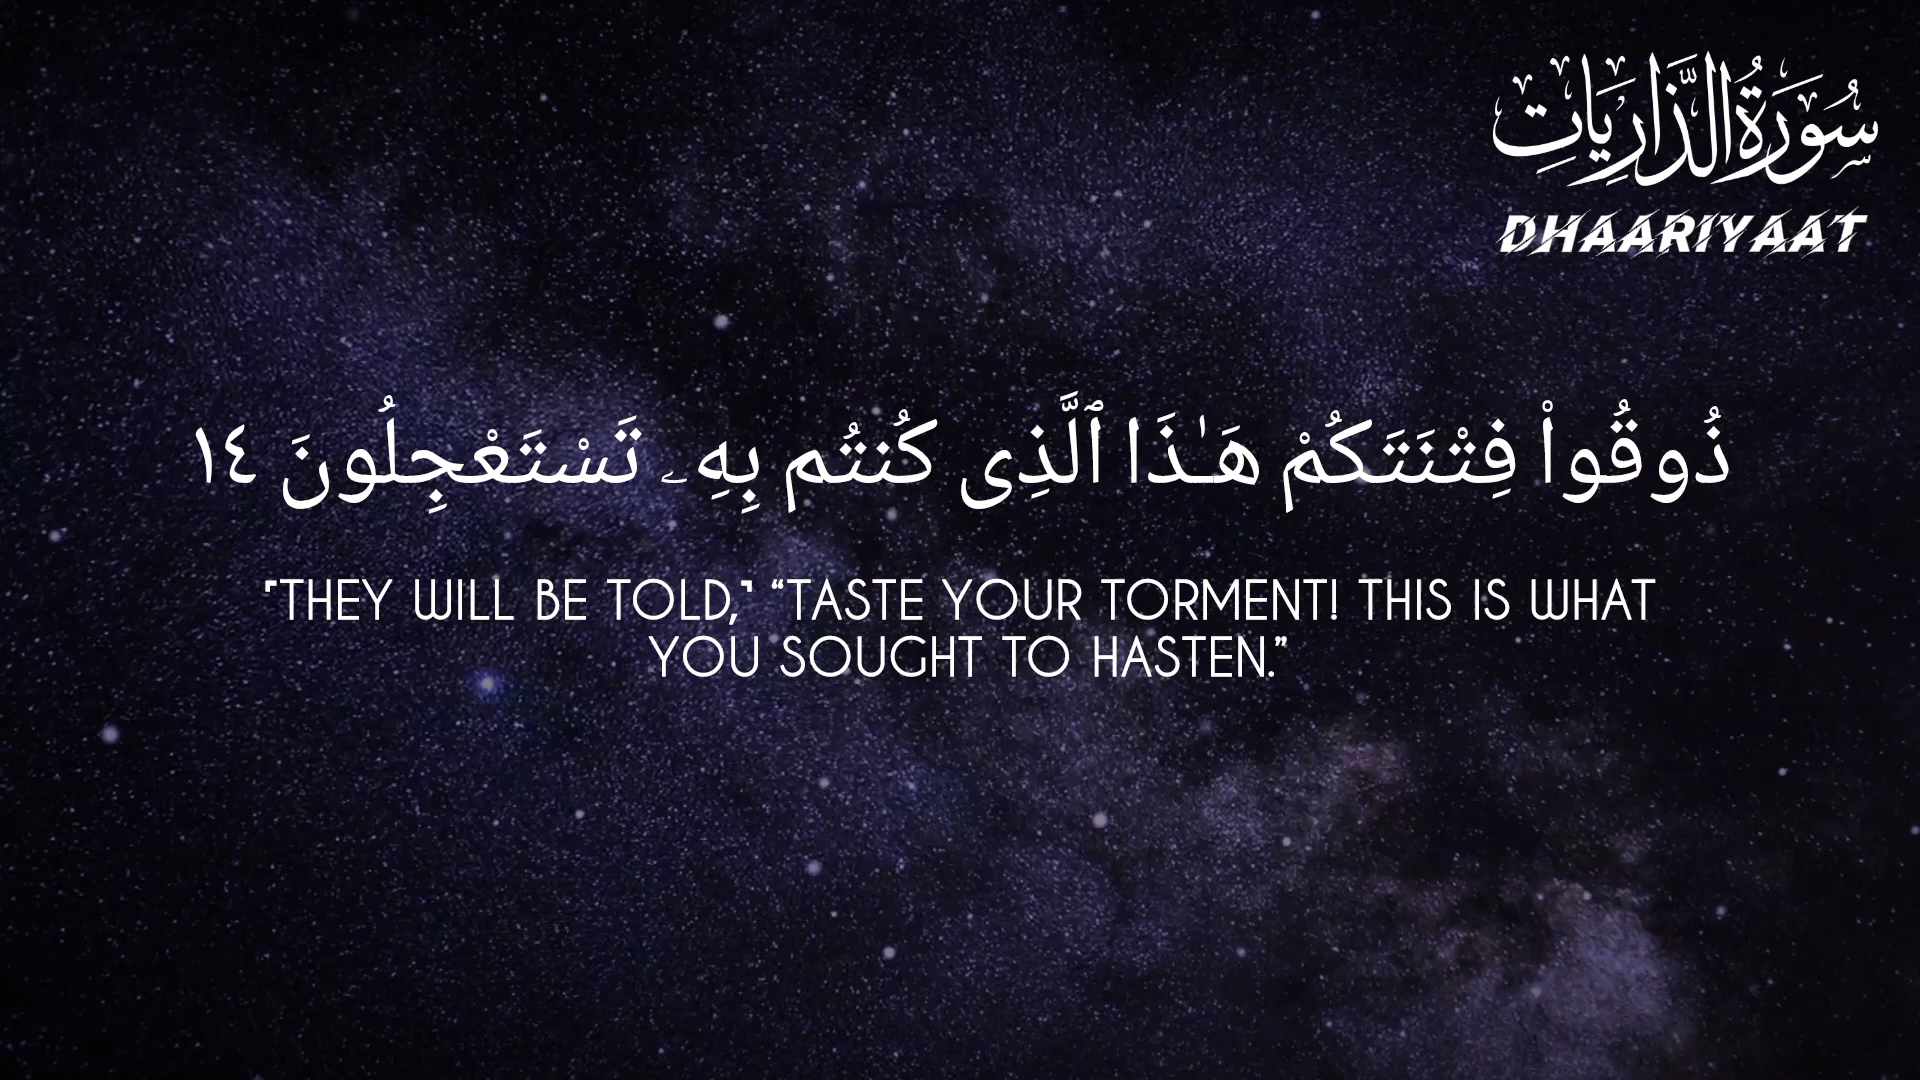 سُورَةُ الذَّارِيَاتِ
DHAARIYAAT
ذُوقُوا۟ فِتْنَتَكُمْ هَـٰذَا ٱلَّذِى كُنتُم بِهِۦ تَسْتَعْجِلُونَ ١٤
⌜THEY WILL BE TOLD,⌝ “TASTE YOUR TORMENT! THIS IS WHAT
YOU SOUGHT TO HASTEN.”